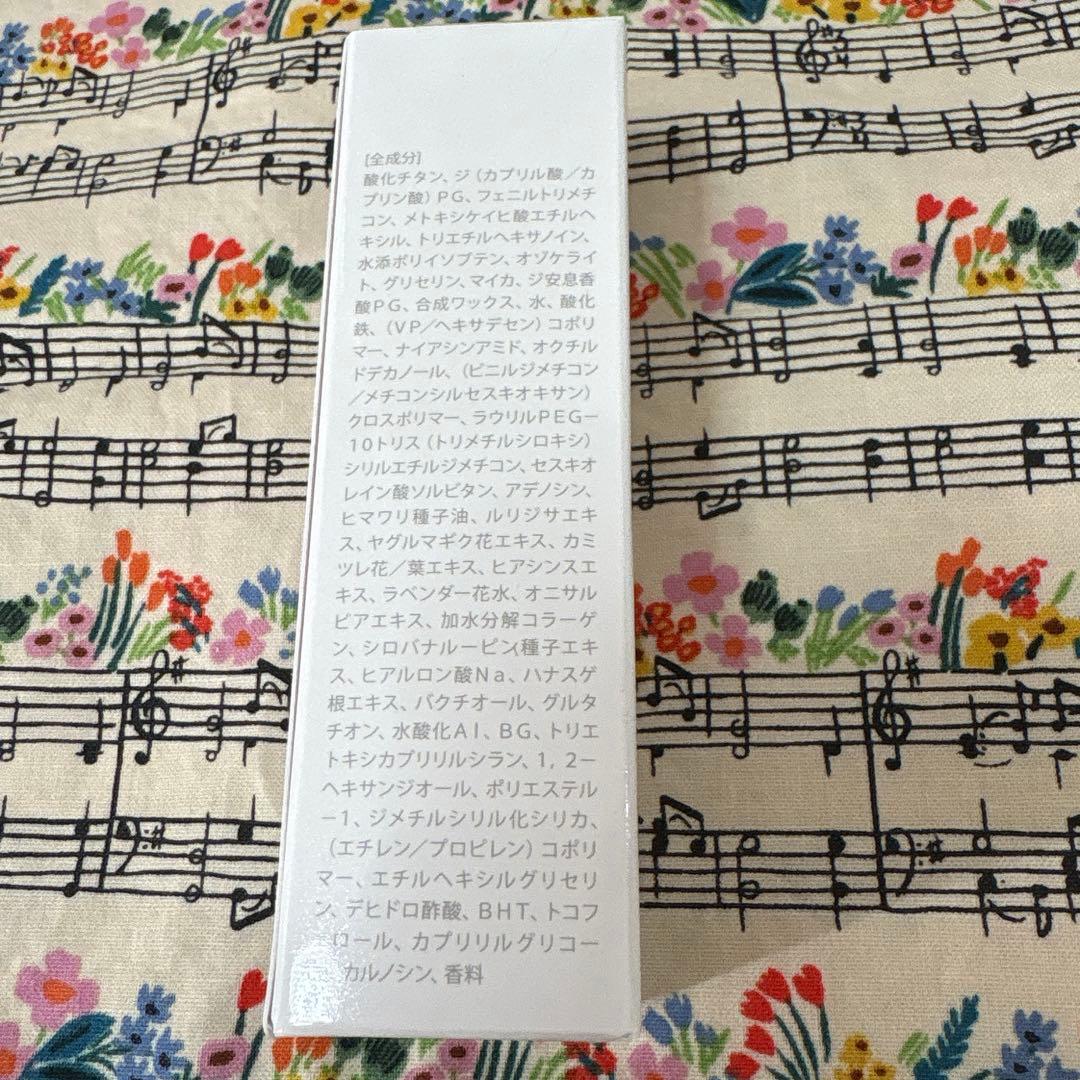 [全成分]
酸化チタン、ジ（カプリル酸／カ
プリン酸）ＰＧ、フェニルトリメチ
コン、メトキシケイヒ酸エチルヘ
キシル、トリエチルヘキサノイン、
水添ポリイソブテン、オゾケライ
ト、グリセリン、マイカ、ジ安息香
酸ＰＧ、合成ワックス、水、酸化
鉄、（ＶＰ／ヘキサデセン）コポリ
マー、ナイアシンアミド、オクチル
ドデカノール、（ビニルジメチコン
／メチコンシルセスキオキサン）
クロスポリマー、ラウリルＰＥＧ－
１０トリス（トリメチルシロキシ）
シリルエチルジメチコン、セスキオ
レイン酸ソルビタン、アデノシン、
ヒマワリ種子油、ルリジサエキ
ス、ヤグルマギク花エキス、カミ
ツレ花／葉エキス、ヒアシンスエ
キス、ラベンダー花水、オニサル
ビアエキス、加水分解コラーゲ
ン、シロバナルーピン種子エキ
ス、ヒアルロン酸Ｎａ、ハナスゲ
根エキス、バクチオール、グルタ
チオン、水酸化ＡＩ、ＢＧ、トリエ
トキシカプリリルシラン、１，２－
ヘキサンジオール、ポリエステル
－１、ジメチルシリル化シリカ、
（エチレン／プロピレン）コポリ
マー、エチルヘキシルグリセリ
ン、デヒドロ酢酸、ＢＨＴ、トコフ
ロール、カプリリルグリコー
カルノシン、香料